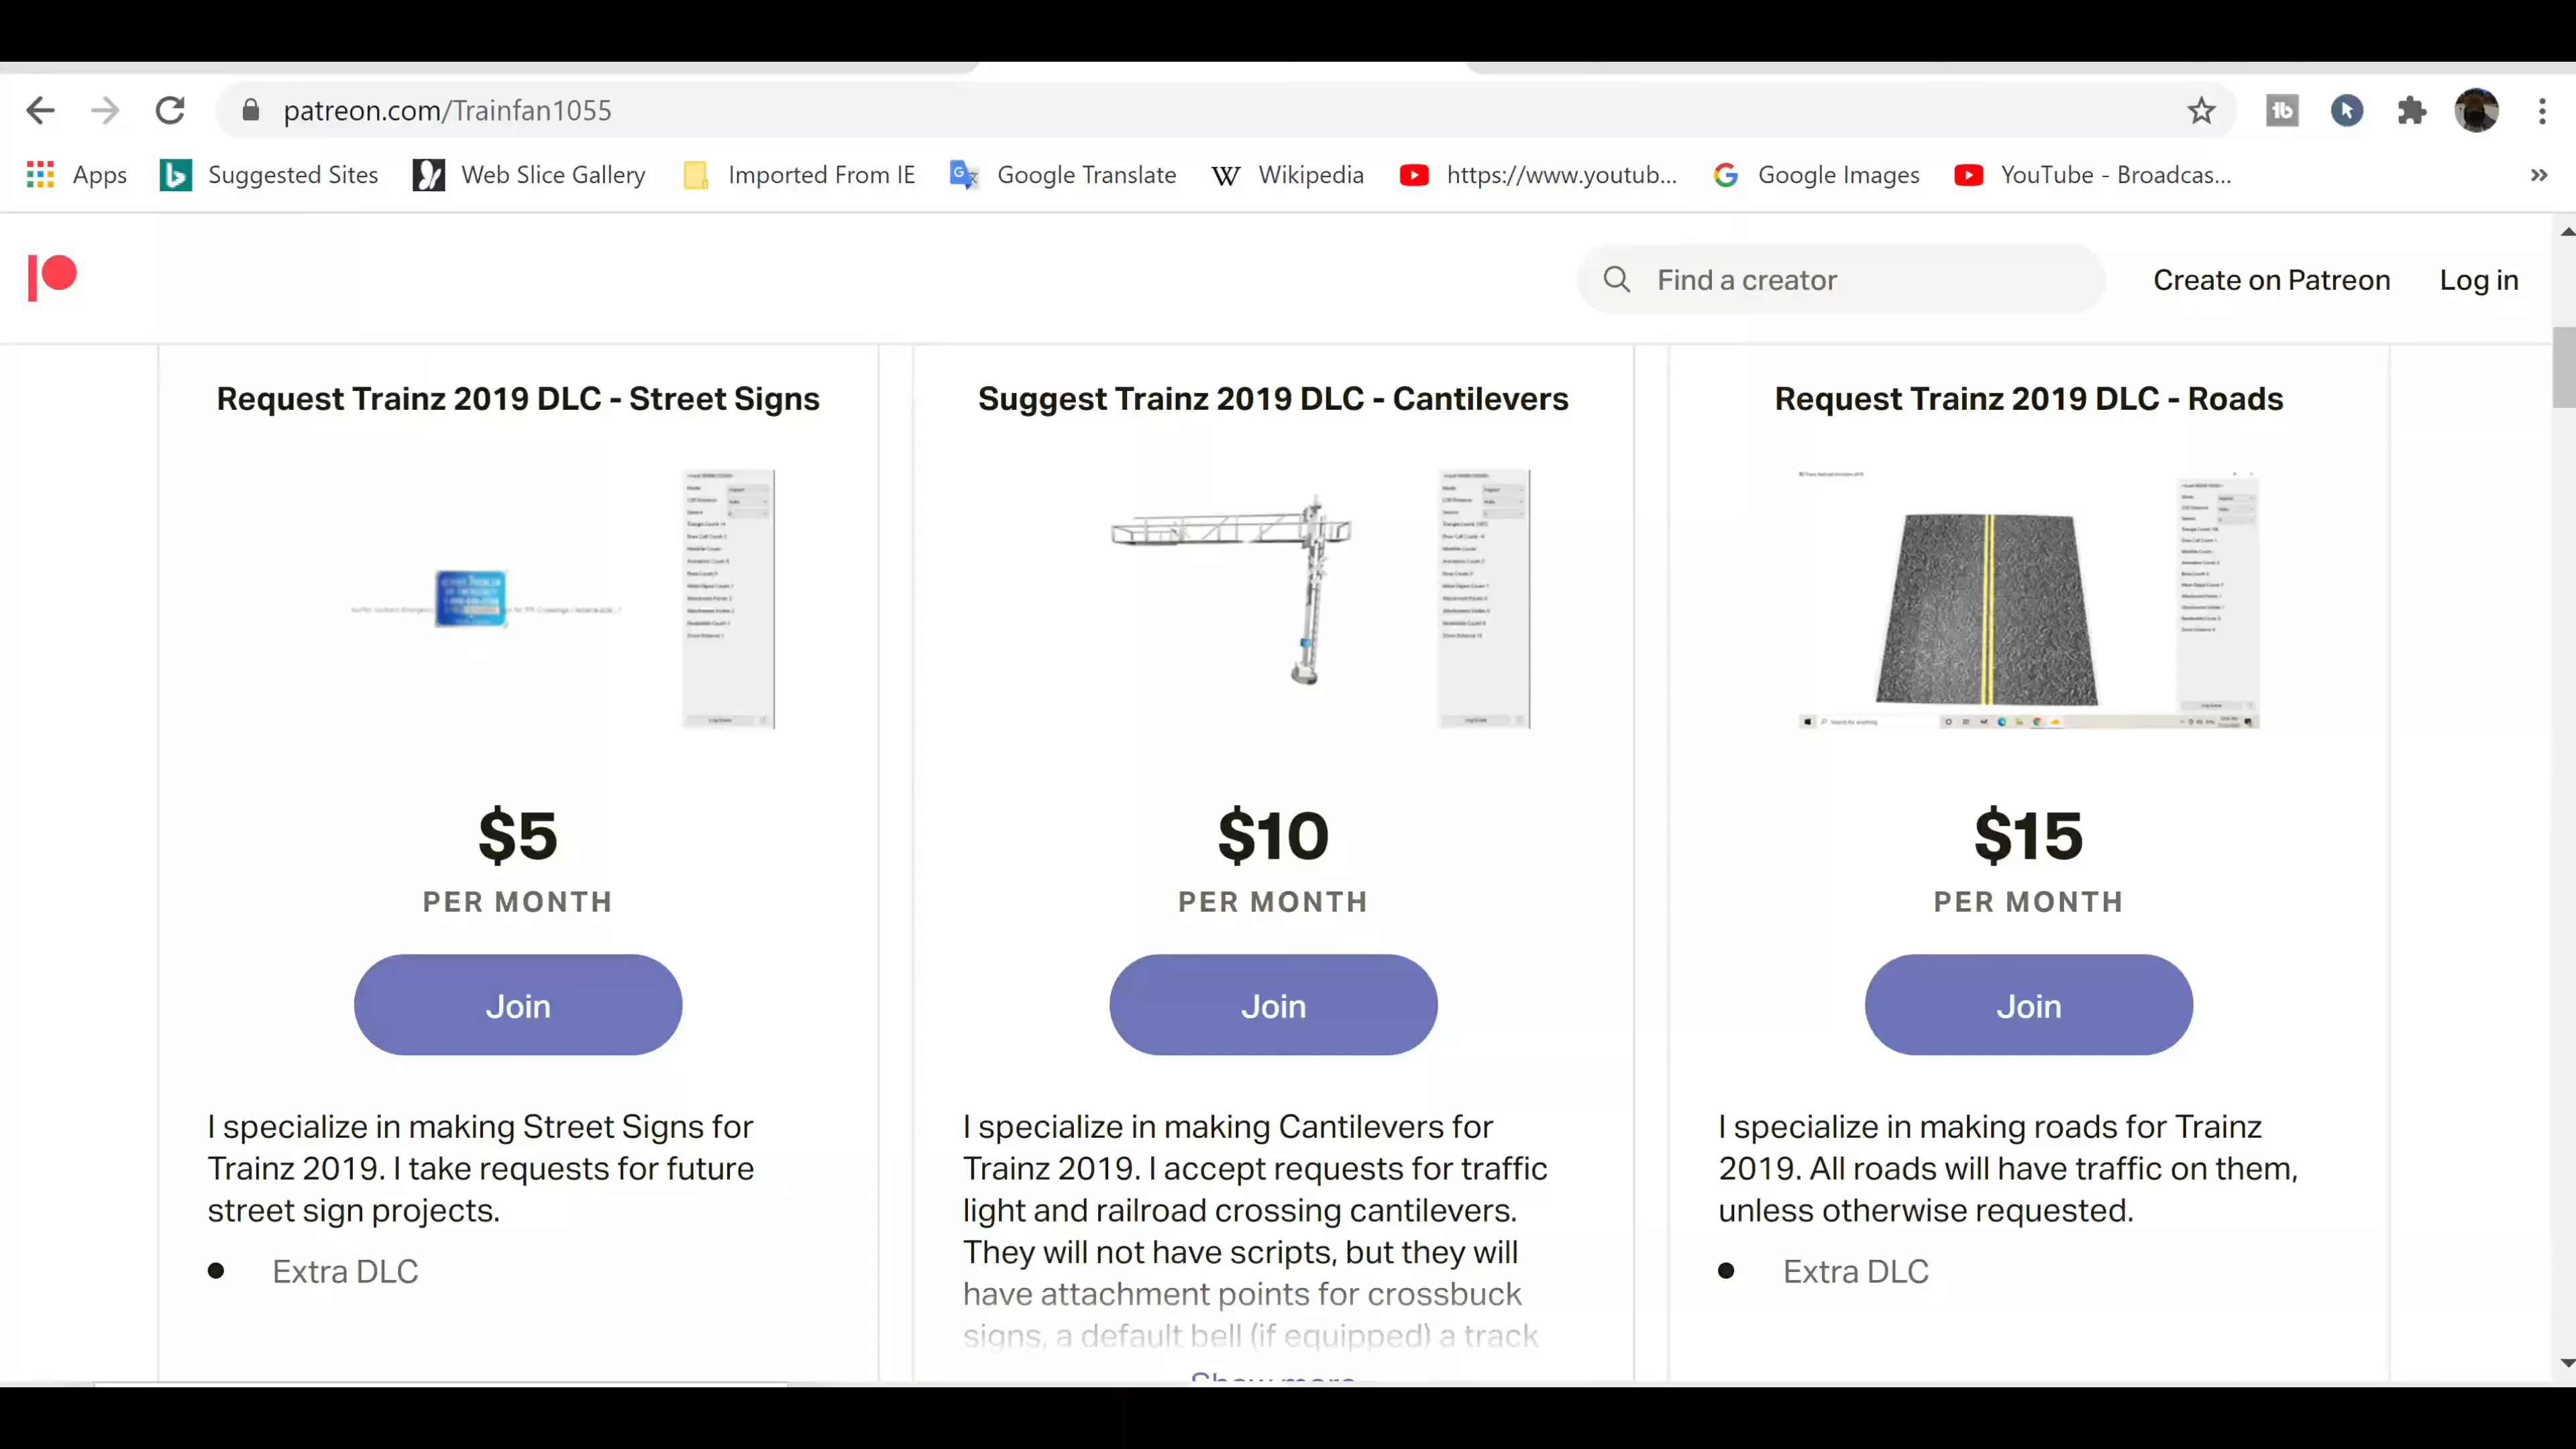 patreon.com/Trainfan1055
Apps Suggested Sites Web Slice Gallery Imported From IE Google Translate Wikipedia https://www.youtub... Google Images YouTube - Broadcas...
Find a creator Create on Patreon Log in
Request Trainz 2019 DLC - Street Signs
$5
PER MONTH
Join
I specialize in making Street Signs for
Trainz 2019. I take requests for future
street sign projects.
Extra DLC
Suggest Trainz 2019 DLC - Cantilevers
$10
PER MONTH
Join
I specialize in making Cantilevers for
Trainz 2019. I accept requests for traffic
light and railroad crossing cantilevers.
They will not have scripts, but they will
have attachment points for crossbuck
signs, a default bell (if equipped) a track
Show more
Request Trainz 2019 DLC - Roads
$15
PER MONTH
Join
I specialize in making roads for Trainz
2019. All roads will have traffic on them,
unless otherwise requested.
Extra DLC